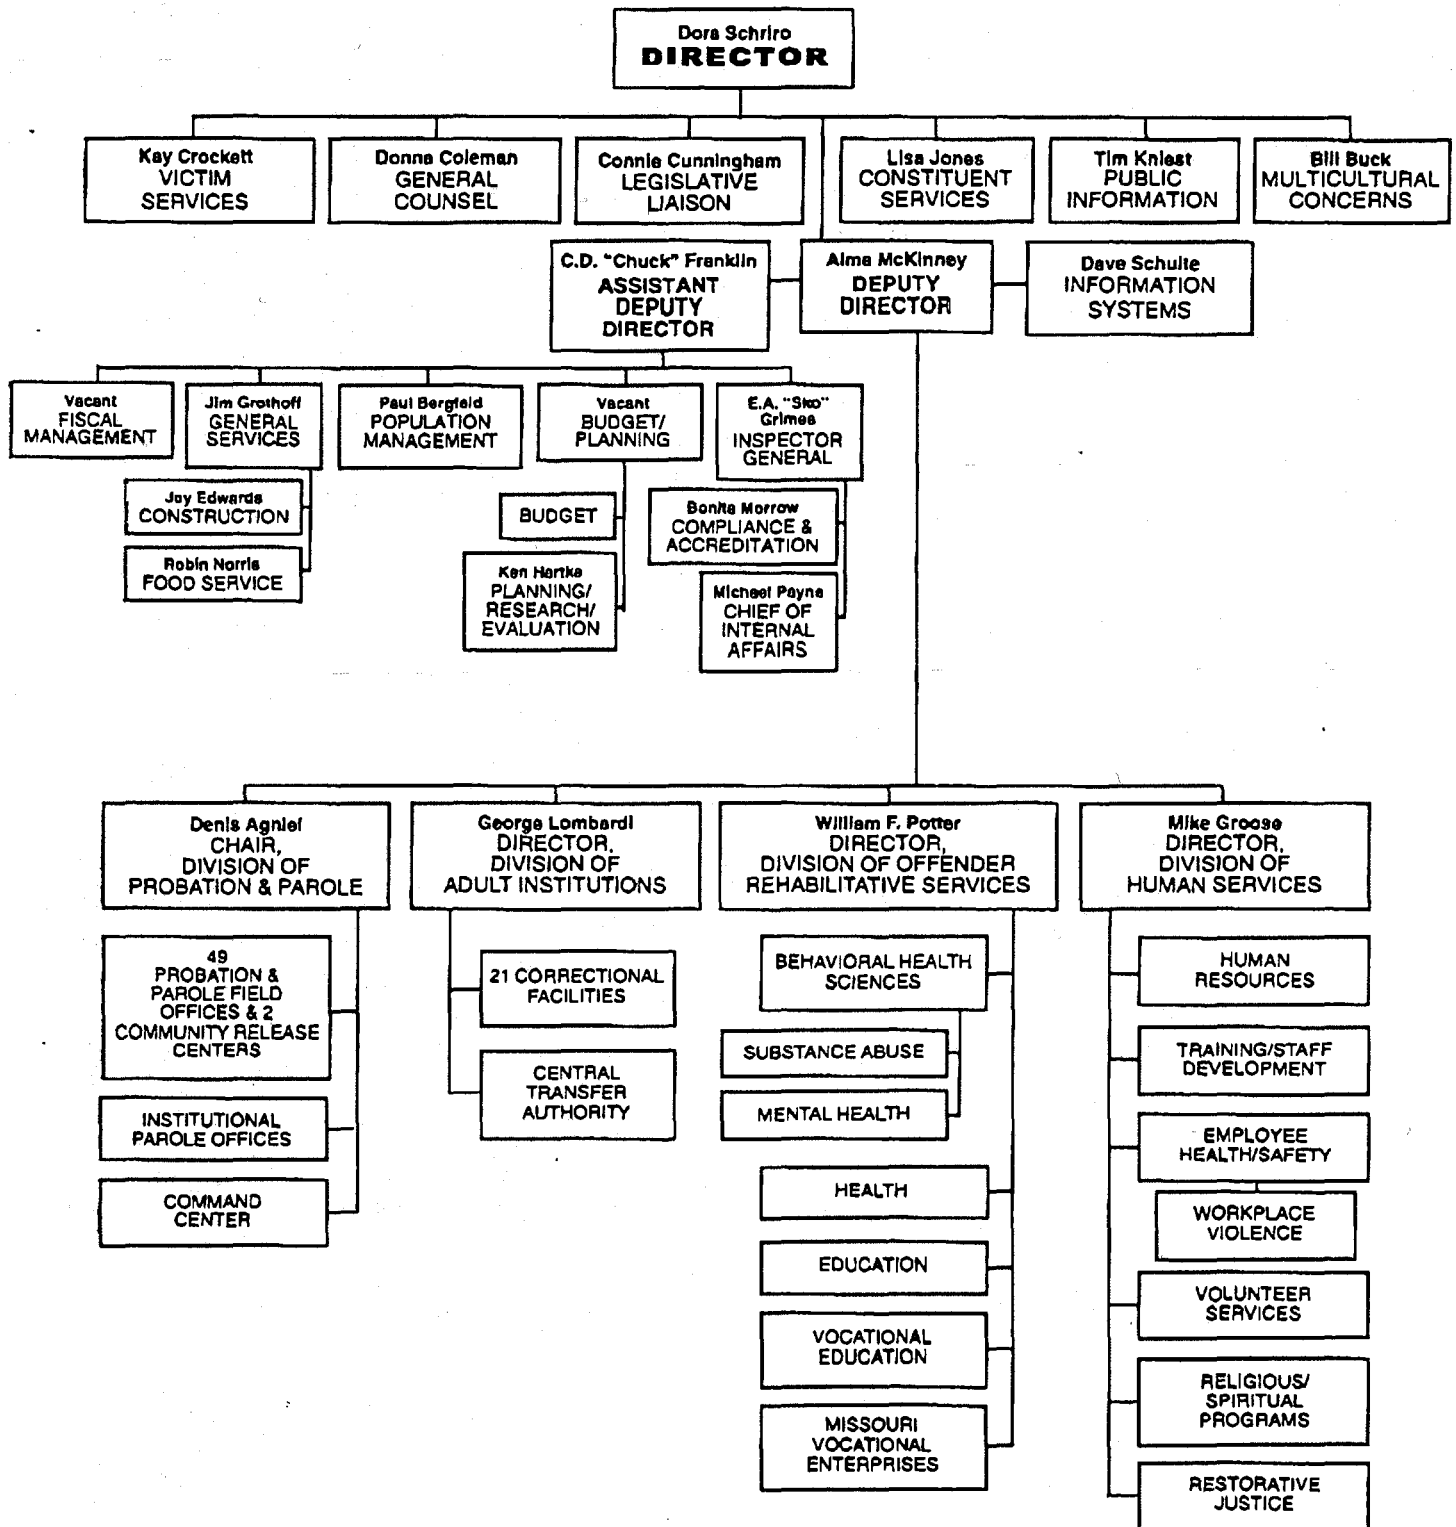 Dora Schriro
DIRECTOR
Kay Crockett
VICTIM
SERVICES
Donna Coleman
GENERAL
COUNSEL
Connie Cunningham
LEGISLATIVE
LIAISON
Lisa Jones
CONSTITUENT
SERVICES
Tim Kniest
PUBLIC
INFORMATION
Bill Buck
MULTICULTURAL
CONCERNS
C.D. "Chuck" Franklin
ASSISTANT
DEPUTY
DIRECTOR
Alma McKinney
DEPUTY
DIRECTOR
Dave Schulte
INFORMATION
SYSTEMS
Vacant
FISCAL
MANAGEMENT
Jim Grothoff
GENERAL
SERVICES
Paul Bergfeld
POPULATION
MANAGEMENT
Vacant
BUDGET/
PLANNING
E.A.
Grimes
INSPECTOR
GENERAL
Joy Edwards
CONSTRUCTION
Robin Norris
FOOD SERVICE
BUDGET
Ken Hartke
PLANNING/
RESEARCH/
EVALUATION
Bonita Morrow
COMPLIANCE &
ACCREDITATION
Michael Payne
CHIEF OF
INTERNAL
AFFAIRS
Denis Agniel
CHAIR,
DIVISION OF
PROBATION & PAROLE
George Lombardi
DIRECTOR,
DIVISION OF
ADULT INSTITUTIONS
William F. Potter
DIRECTOR,
DIVISION OF OFFENDER
REHABILITATIVE SERVICES
Mike Groose
DIRECTOR,
DIVISION OF
HUMAN SERVICES
49
PROBATION &
PAROLE FIELD
OFFICES & 2
COMMUNITY RELEASE
CENTERS
INSTITUTIONAL
PAROLE OFFICES
COMMAND
CENTER
21 CORRECTIONAL
FACILITIES
CENTRAL
TRANSFER
AUTHORITY
BEHAVIORAL HEALTH
SCIENCES
SUBSTANCE ABUSE
MENTAL HEALTH
HEALTH
EDUCATION
VOCATIONAL
EDUCATION
MISSOURI
VOCATIONAL
ENTERPRISES
HUMAN
RESOURCES
TRAINING/STAFF
DEVELOPMENT
EMPLOYEE
HEALTH/SAFETY
WORKPLACE
VIOLENCE
VOLUNTEER
SERVICES
RELIGIOUS/
SPIRITUAL
PROGRAMS
RESTORATIVE
JUSTICE